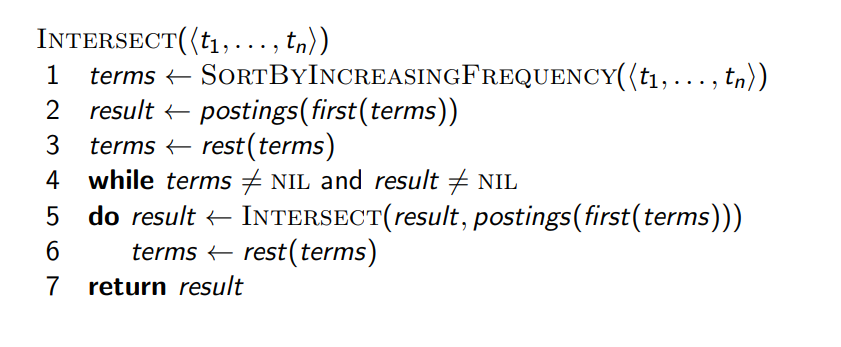 INTERSECT(⟨t₁, . . . , tₙ⟩)
1 terms ← SORTBYINCREASINGFREQUENCY(⟨t₁, . . . , tₙ⟩)
2 result ← postings(first(terms))
3 terms ← rest(terms)
4 while terms ≠ NIL and result ≠ NIL
5 do result ← INTERSECT(result, postings(first(terms)))
6 terms ← rest(terms)
7 return result